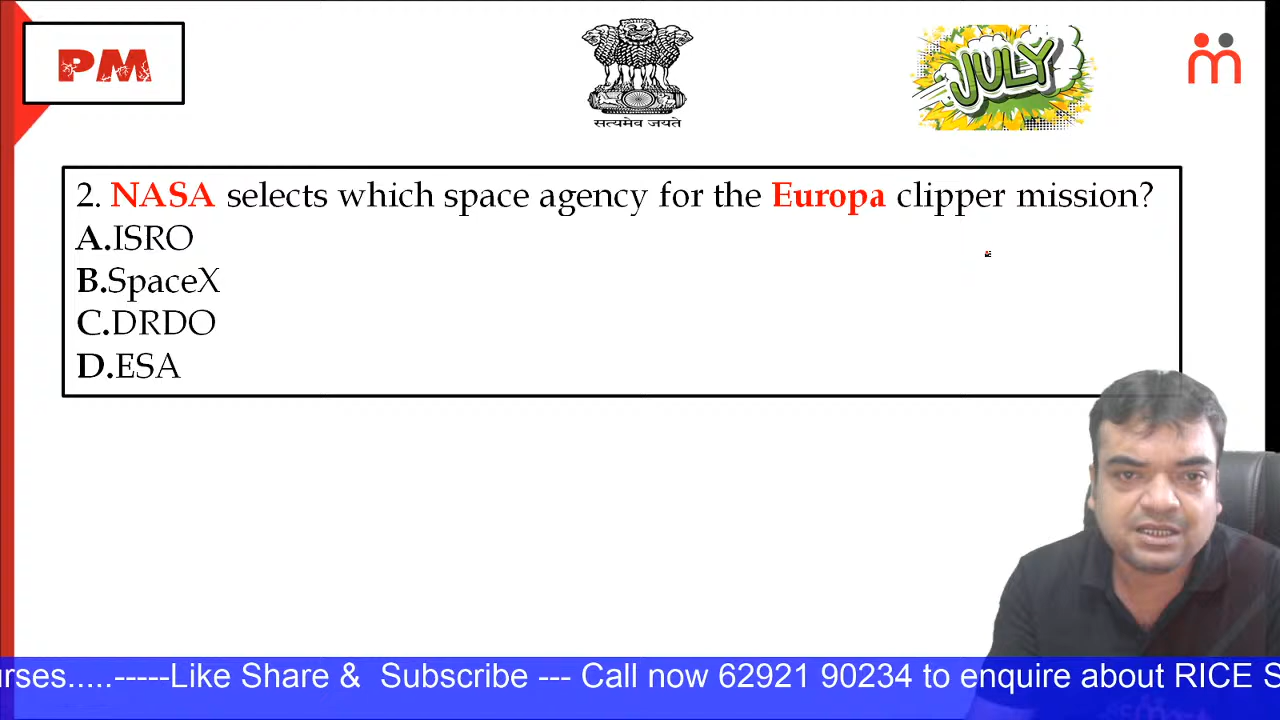 PM
सत्यमेव जयते
JULY
2. NASA selects which space agency for the Europa clipper mission?
A.ISRO
B.SpaceX
C.DRDO
D.ESA
urses.....-----Like Share & Subscribe --- Call now 62921 90234 to enquire about RICE S